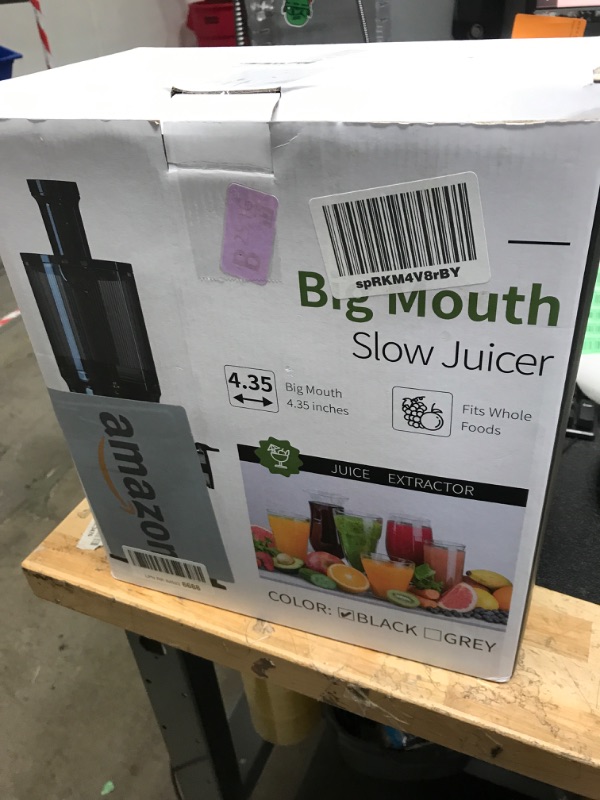 spRKM4V8rBY
Big Mouth
Slow Juicer
4.35
Big Mouth
4.35 inches
Fits Whole
Foods
amazon
JUICE EXTRACTOR
COLOR: BLACK GREY